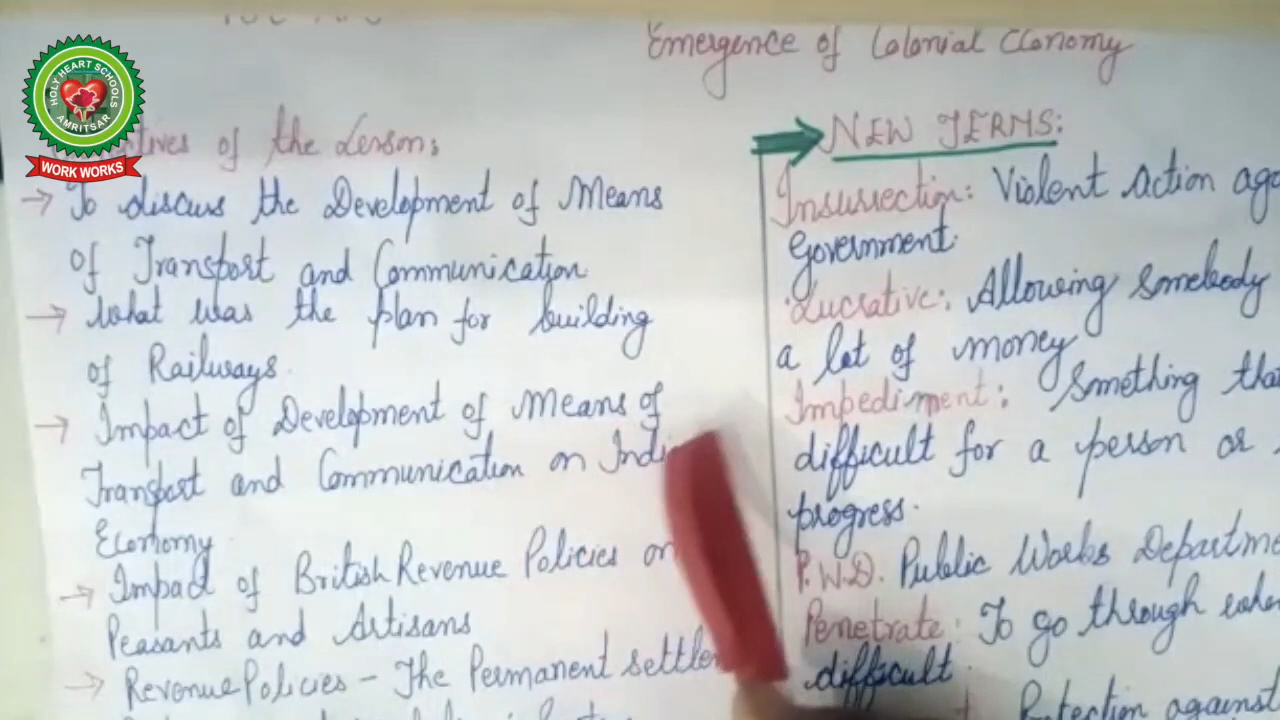 HOLY HEART SCHOOLS
AMRITSAR
WORK WORKS
Emergence of Colonial Economy
of the Lesson:
→ To discuss the Development of Means
of Transport and Communication
→ What was the plan for building
of Railways.
→ Impact of Development of Means of
Transport and Communication on
Economy
→ Impact of British Revenue Policies on
Peasants and Artisans
→ Revenue Policies - The Permanent
NEW TERMS:
Insurrection: Violent Action
Government.
Lucrative: Allowing Somebody
a lot of money
Impediment: Something
difficult for a person or
progress.
P.W.D. Public Works
Penetrate: To go through
difficult.
against